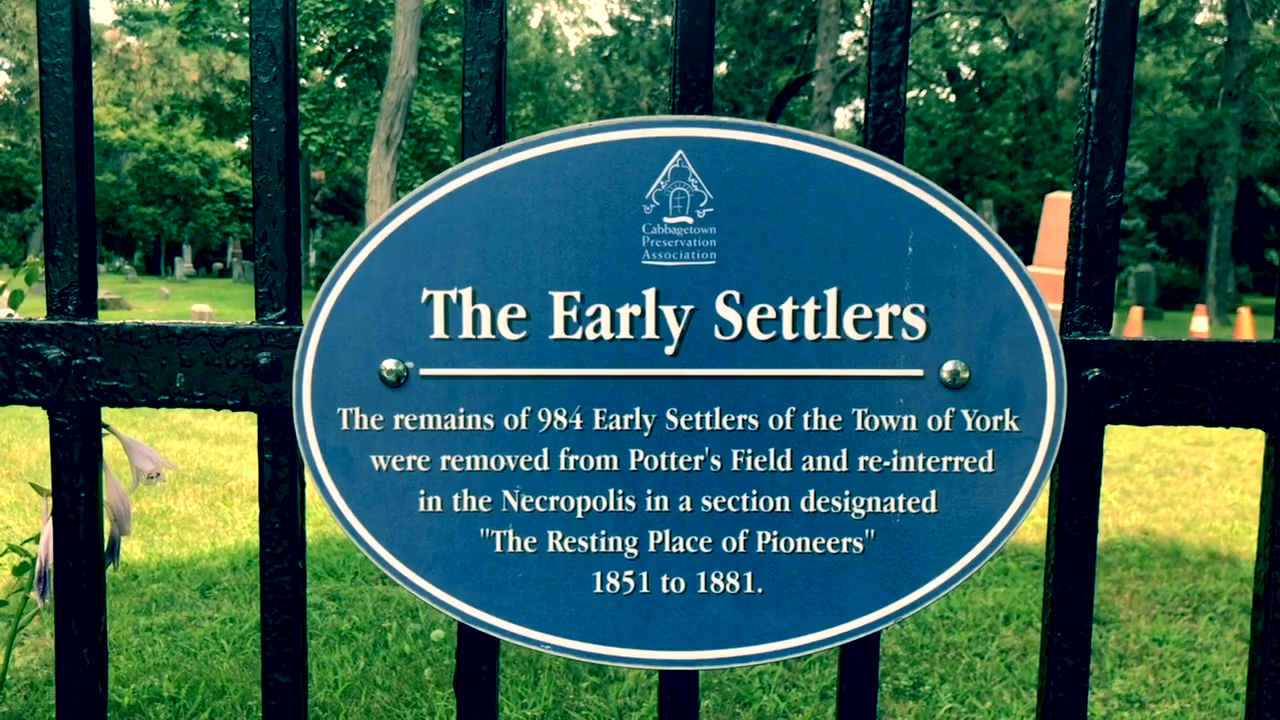 Cabbagetown
Preservation
Association
The Early Settlers
The remains of 984 Early Settlers of the Town of York
were removed from Potter's Field and re-interred
in the Necropolis in a section designated
"The Resting Place of Pioneers"
1851 to 1881.